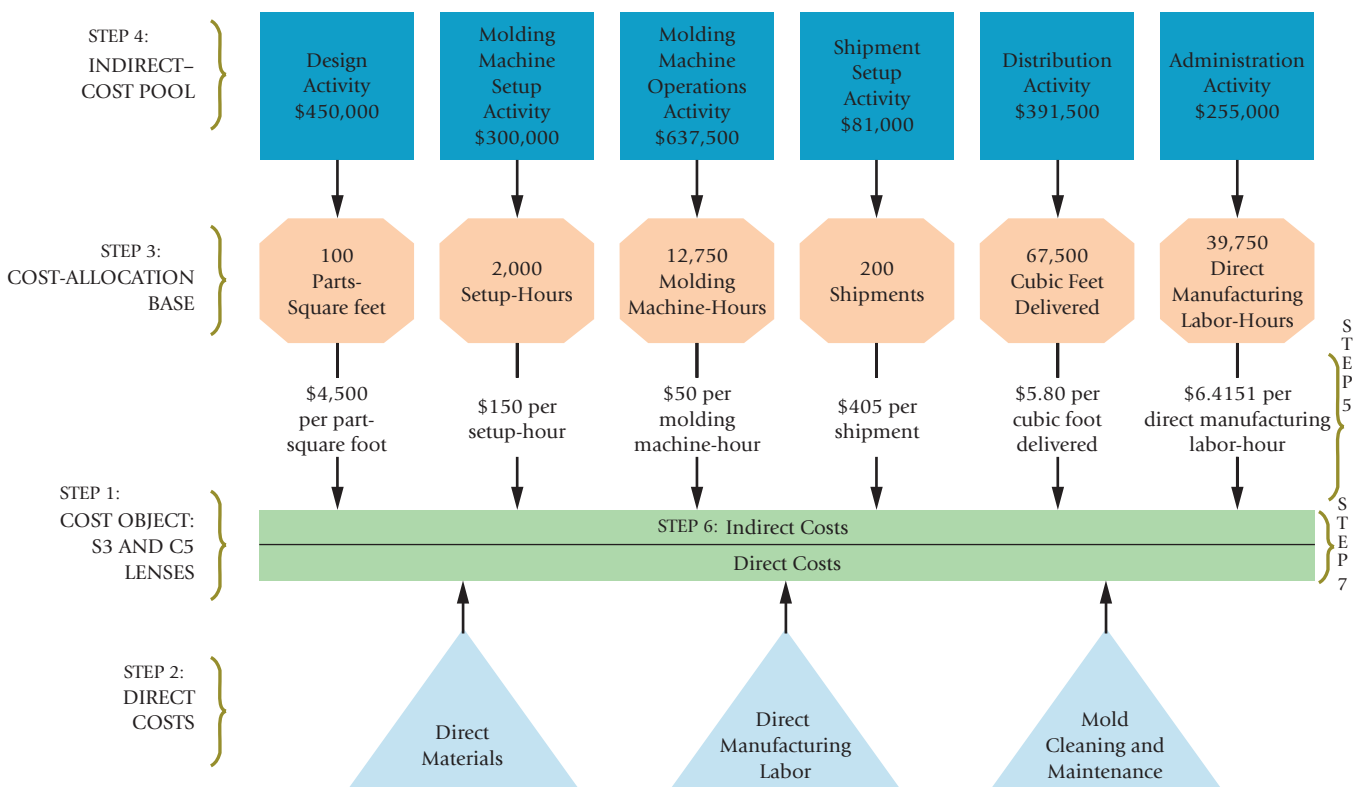 STEP 4:
INDIRECT–
COST POOL
Design
Activity
$450,000
Molding
Machine
Setup
Activity
$300,000
Molding
Machine
Operations
Activity
$637,500
Shipment
Setup
Activity
$81,000
Distribution
Activity
$391,500
Administration
Activity
$255,000
STEP 3:
COST-ALLOCATION
BASE
100
Parts-
Square feet
2,000
Setup-Hours
12,750
Molding
Machine-Hours
200
Shipments
67,500
Cubic Feet
Delivered
39,750
Direct
Manufacturing
Labor-Hours
$4,500
per part-
square foot
$150 per
setup-hour
$50 per
molding
machine-hour
$405 per
shipment
$5.80 per
cubic foot
delivered
$6.4151 per
direct manufacturing
labor-hour
STEP 5
STEP 1:
COST OBJECT:
S3 AND C5
LENSES
STEP 6: Indirect Costs
Direct Costs
STEP 7
STEP 2:
DIRECT
COSTS
Direct
Materials
Direct
Manufacturing
Labor
Mold
Cleaning and
Maintenance